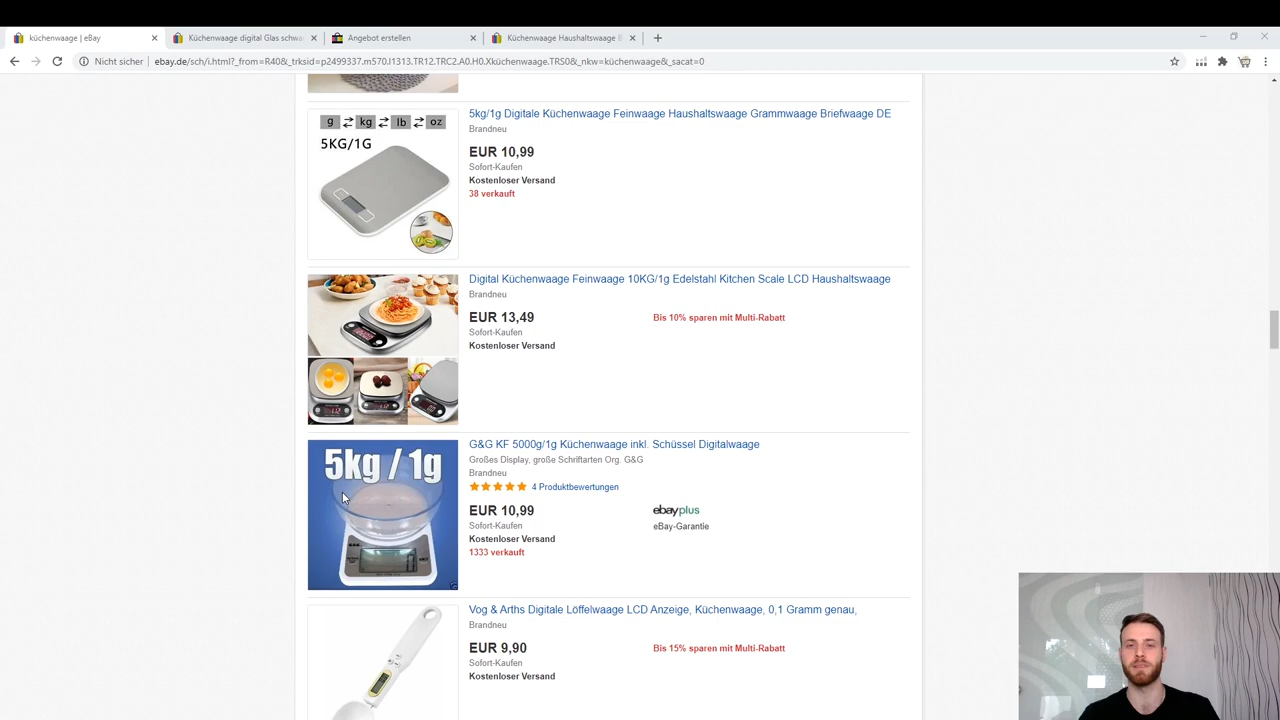 küchenwaage | eBay
Küchenwaage digital Glas schwa
Angebot erstellen
Küchenwaage Haushaltswaage B
Nicht sicher
ebay.de/sch/i.html?_from=R40&_trksid=p2499337.m570.l1313.TR12.TRC2.A0.H0.Xküchenwaage.TRS0&_nkw=küchenwaage&_sacat=0
g kg lb oz
5KG/1G
5kg/1g Digitale Küchenwaage Feinwaage Haushaltswaage Grammwaage Briefwaage DE
Brandneu
EUR 10,99
Sofort-Kaufen
Kostenloser Versand
38 verkauft
Digital Küchenwaage Feinwaage 10KG/1g Edelstahl Kitchen Scale LCD Haushaltswaage
Brandneu
EUR 13,49
Bis 10% sparen mit Multi-Rabatt
Sofort-Kaufen
Kostenloser Versand
5kg / 1g
G&G KF 5000g/1g Küchenwaage inkl. Schüssel Digitalwaage
Großes Display, große Schriftarten Org. G&G
Brandneu
4 Produktbewertungen
EUR 10,99
ebayplus
Sofort-Kaufen
eBay-Garantie
Kostenloser Versand
1333 verkauft
Vog & Arths Digitale Löffelwaage LCD Anzeige, Küchenwaage, 0,1 Gramm genau,
Brandneu
EUR 9,90
Bis 15% sparen mit Multi-Rabatt
Sofort-Kaufen
Kostenloser Versand